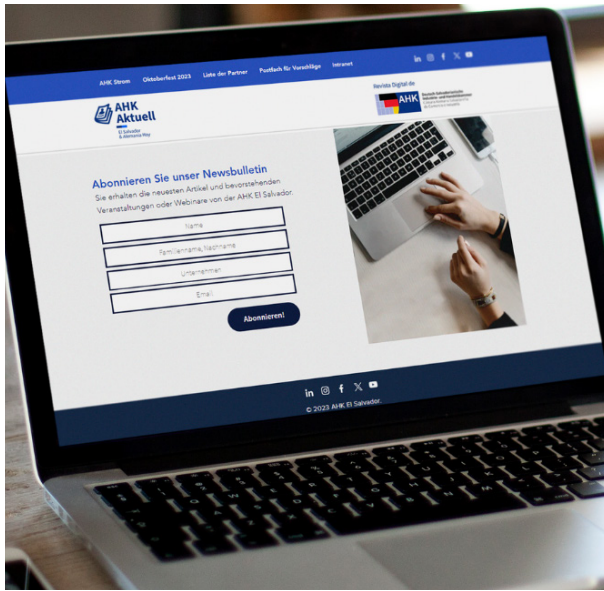 AHK Strom Oktoberfest 2023 Liste der Partner Postfach für Vorschläge Intranet
AHK
Aktuell
El Salvador
& Alemania Hoy
Revista Digital de
AHK
Abonnieren Sie unser Newsbulletin
Sie erhalten die neuesten Artikel und bevorstehenden
Veranstaltungen oder Webinare von der AHK El Salvador.
Name
Familienname, Nachname
Unternehmen
Email
Abonnieren!
© 2023 AHK El Salvador.